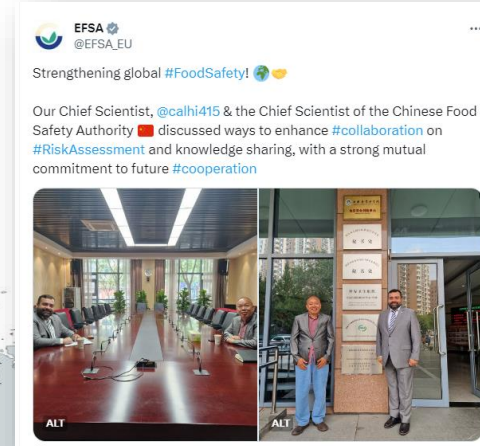 EFSA
@EFSA_EU
Strengthening global #FoodSafety!
Our Chief Scientist, @calhi415 & the Chief Scientist of the Chinese Food
Safety Authority discussed ways to enhance #collaboration on
#RiskAssessment and knowledge sharing, with a strong mutual
commitment to future #cooperation
ALT
ALT